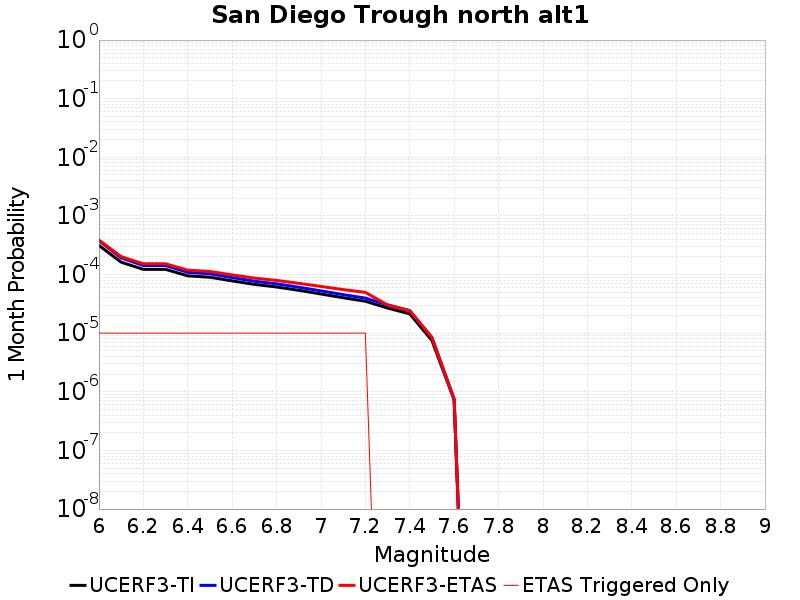 San Diego Trough north alt1
1 Month Probability
10^0
10^-1
10^-2
10^-3
10^-4
10^-5
10^-6
10^-7
10^-8
6 6.2 6.4 6.6 6.8 7 7.2 7.4 7.6 7.8 8 8.2 8.4 8.6 8.8 9
Magnitude
UCERF3-TI UCERF3-TD UCERF3-ETAS ETAS Triggered Only